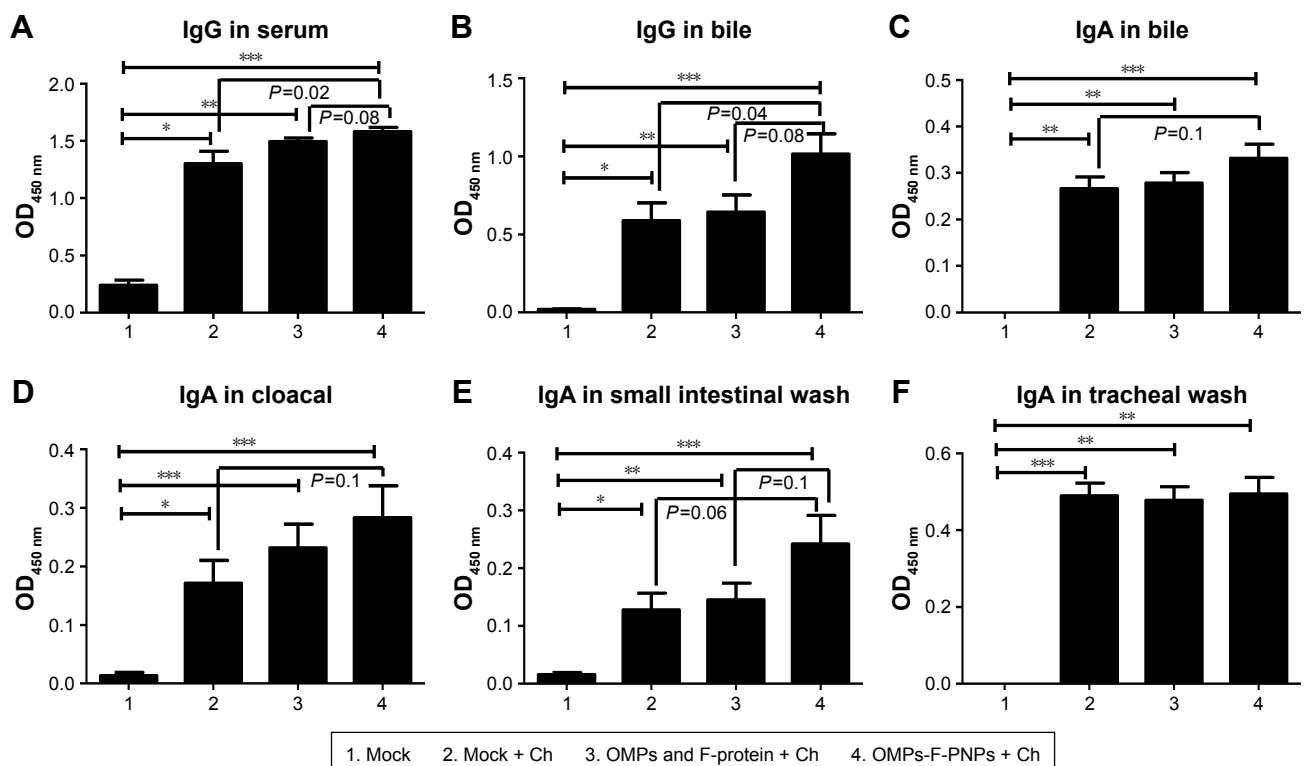 A
IgG in serum
OD450 nm
2.0
1.5
1.0
0.5
0.0
***
**
*
P=0.02
P=0.08
1 2 3 4
B
IgG in bile
OD450 nm
1.5
1.0
0.5
0.0
***
**
*
P=0.04
P=0.08
1 2 3 4
C
IgA in bile
OD450 nm
0.5
0.4
0.3
0.2
0.1
0.0
***
**
**
P=0.1
1 2 3 4
D
IgA in cloacal
OD450 nm
0.4
0.3
0.2
0.1
0.0
***
***
*
P=0.1
1 2 3 4
E
IgA in small intestinal wash
OD450 nm
0.4
0.3
0.2
0.1
0.0
***
**
*
P=0.1
P=0.06
1 2 3 4
F
IgA in tracheal wash
OD450 nm
0.6
0.4
0.2
0.0
**
**
***
1 2 3 4
1. Mock 2. Mock + Ch 3. OMPs and F-protein + Ch 4. OMPs-F-PNPs + Ch